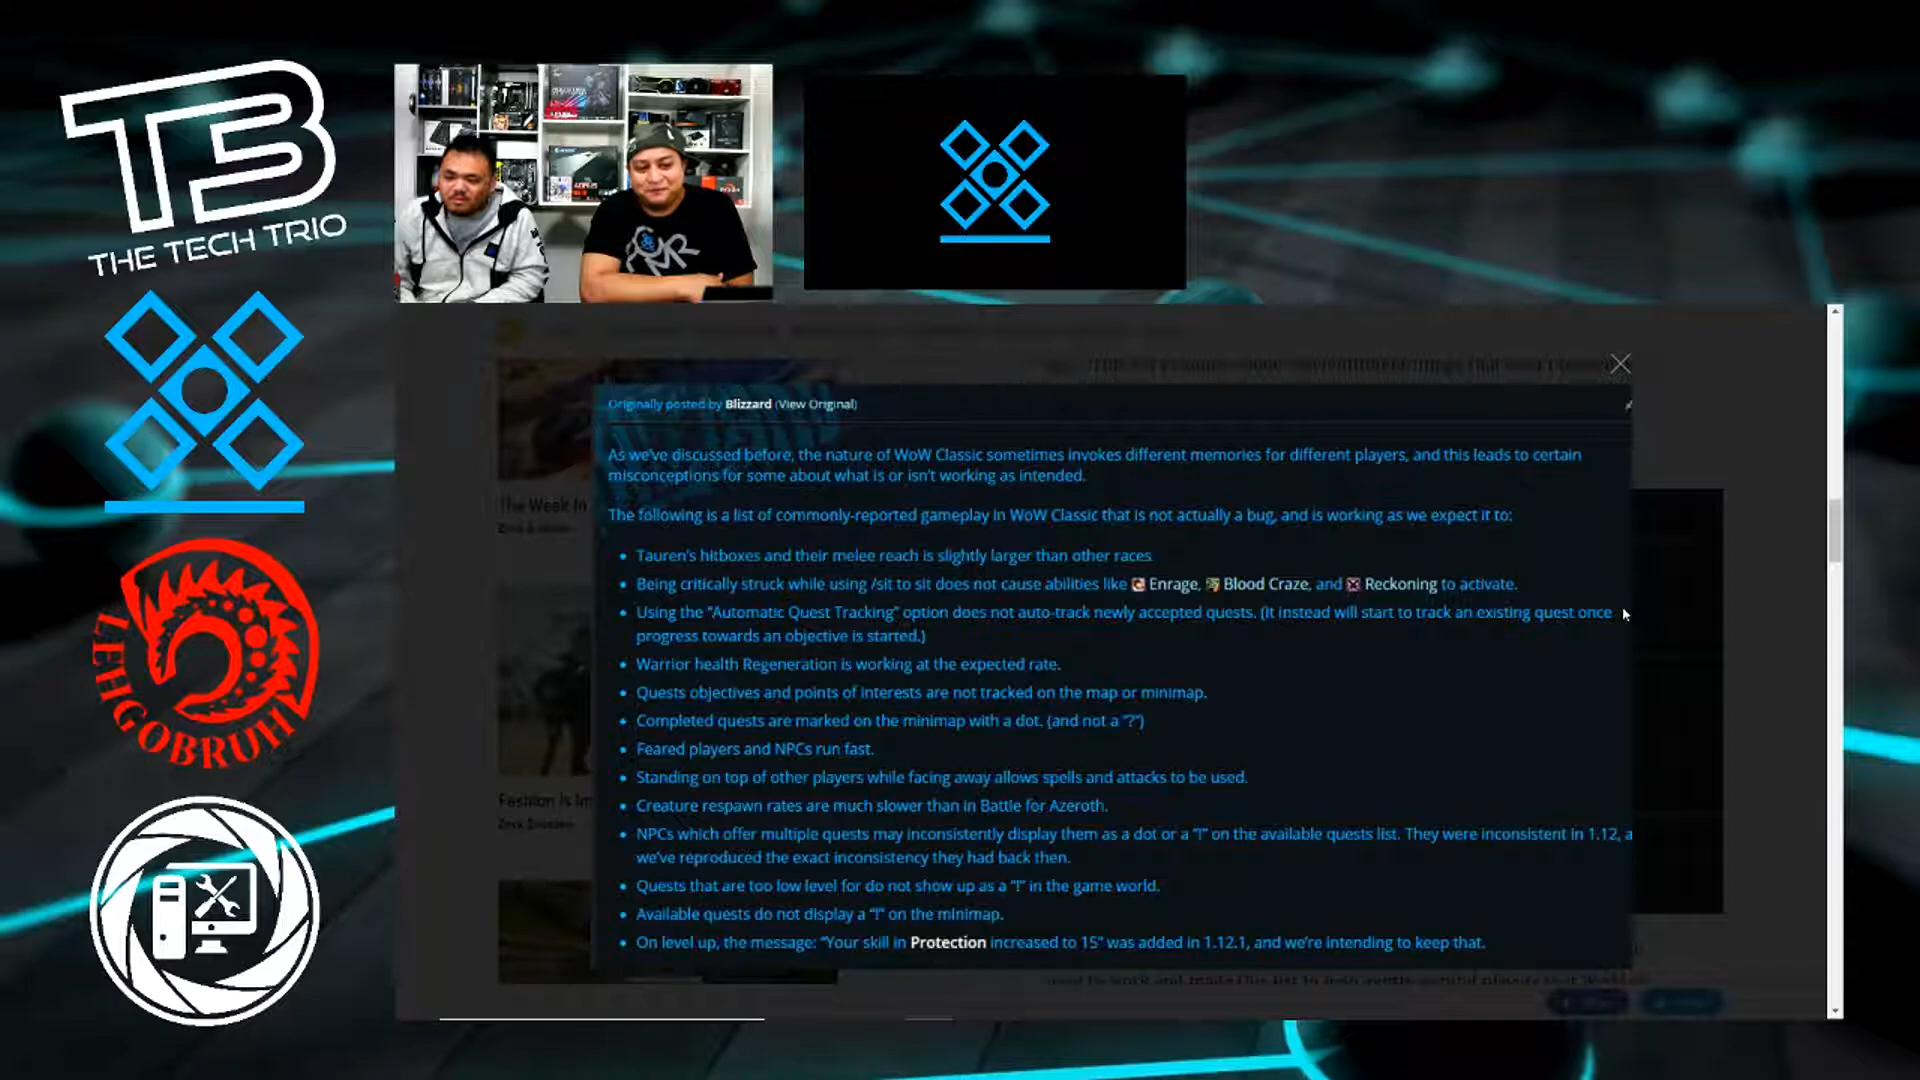 T3
THE TECH TRIO
LEHGOBRUH
Originally posted by Blizzard (View Original)
As we've discussed before, the nature of WoW Classic sometimes invokes different memories for different players, and this leads to certain
misconceptions for some about what is or isn't working as intended.
The following is a list of commonly-reported gameplay in WoW Classic that is not actually a bug, and is working as we expect it to:
• Tauren's hitboxes and their melee reach is slightly larger than other races.
• Being critically struck while using /sit to sit does not cause abilities like Enrage, Blood Craze, and Reckoning to activate.
• Using the "Automatic Quest Tracking" option does not auto-track newly accepted quests. (It instead will start to track an existing quest once
progress towards an objective is started.)
• Warrior health Regeneration is working at the expected rate.
• Quests objectives and points of interests are not tracked on the map or minimap.
• Completed quests are marked on the minimap with a dot. (and not a "?")
• Feared players and NPCs run fast.
• Standing on top of other players while facing away allows spells and attacks to be used.
• Creature respawn rates are much slower than in Battle for Azeroth.
• NPCs which offer multiple quests may inconsistently display them as a dot or a "!" on the available quests list. They were inconsistent in 1.12, a
we've reproduced the exact inconsistency they had back then.
• Quests that are too low level for do not show up as a "!" in the game world.
• Available quests do not display a "!" on the minimap.
• On level up, the message: "Your skill in Protection increased to 15" was added in 1.12.1, and we're intending to keep that.
The Week In
Fashion Is Im